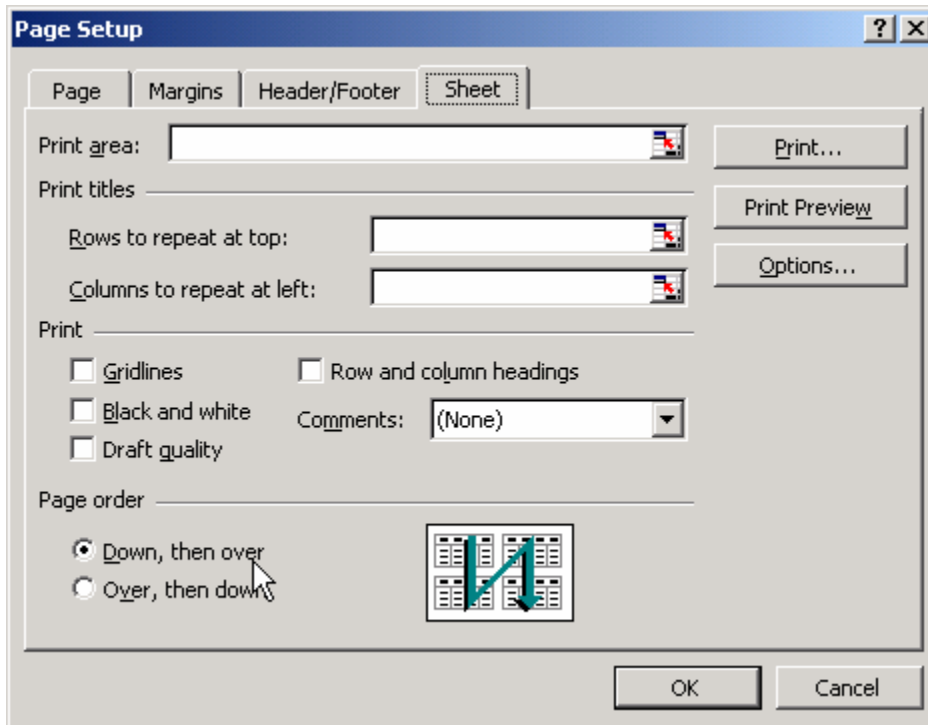 Page Setup
Page Margins Header/Footer Sheet
Print area:
Print...
Print titles
Print Preview
Rows to repeat at top:
Options...
Columns to repeat at left:
Print
Gridlines
Row and column headings
Black and white
Comments: (None)
Draft quality
Page order
Down, then over
Over, then down
OK Cancel